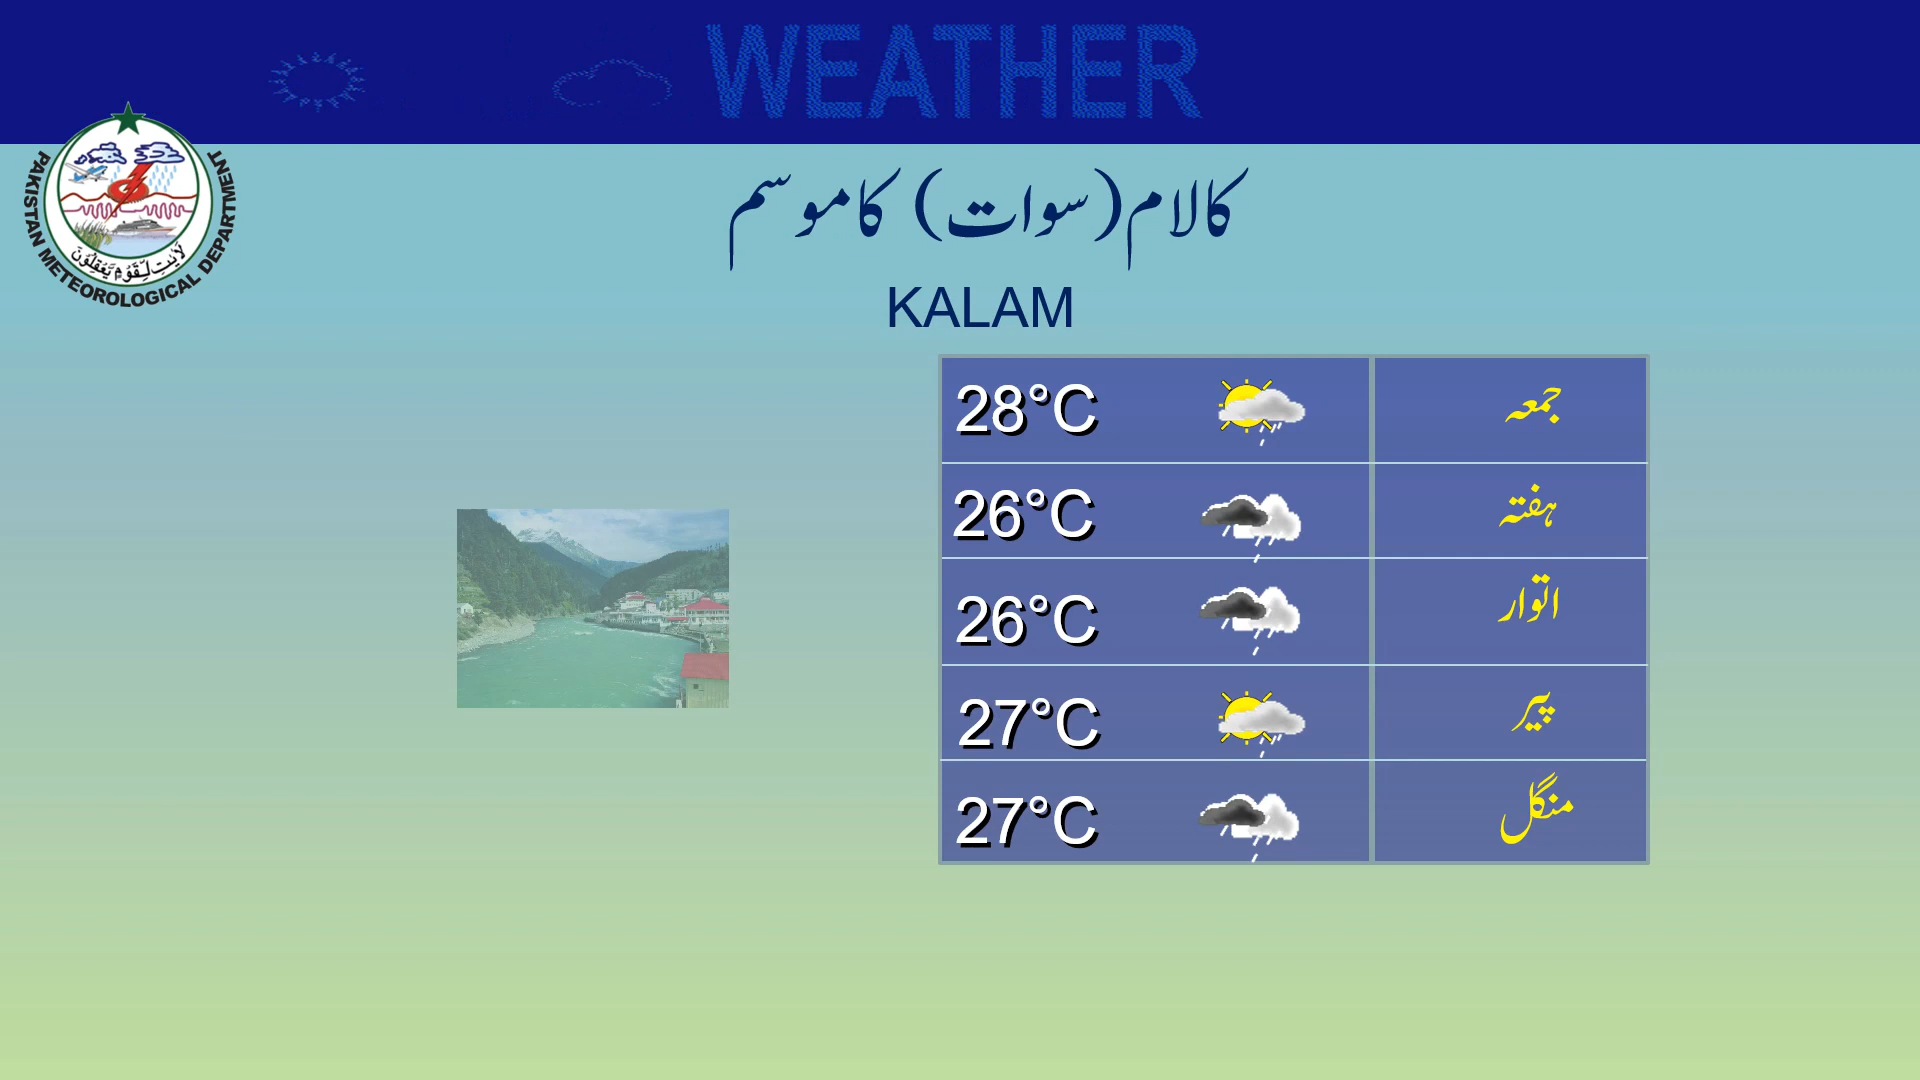 WEATHER
PAKISTAN METEOROLOGICAL DEPARTMENT
لَاٰيٰتٍ لِّقَوْمٍ يَّعْقِلُوْنَ
کالام (سوات) کا موسم
KALAM
28°C جمعہ
26°C ہفتہ
26°C اتوار
27°C پیر
27°C منگل